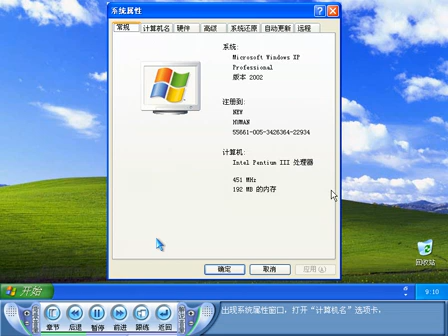 系统属性
常规 计算机名 硬件 高级 系统还原 自动更新 远程
系统:
Microsoft Windows XP
Professional
版本 2002
注册到:
NEW
HUMAN
55661-005-3426364-22934
计算机:
Intel Pentium III 处理器
451 MHz
192 MB 的内存
确定 取消 应用(A)
回收站
开始 9:10
章节 后退 暂停 前进 跟练 返回
出现系统属性窗口，打开“计算机名”选项卡。